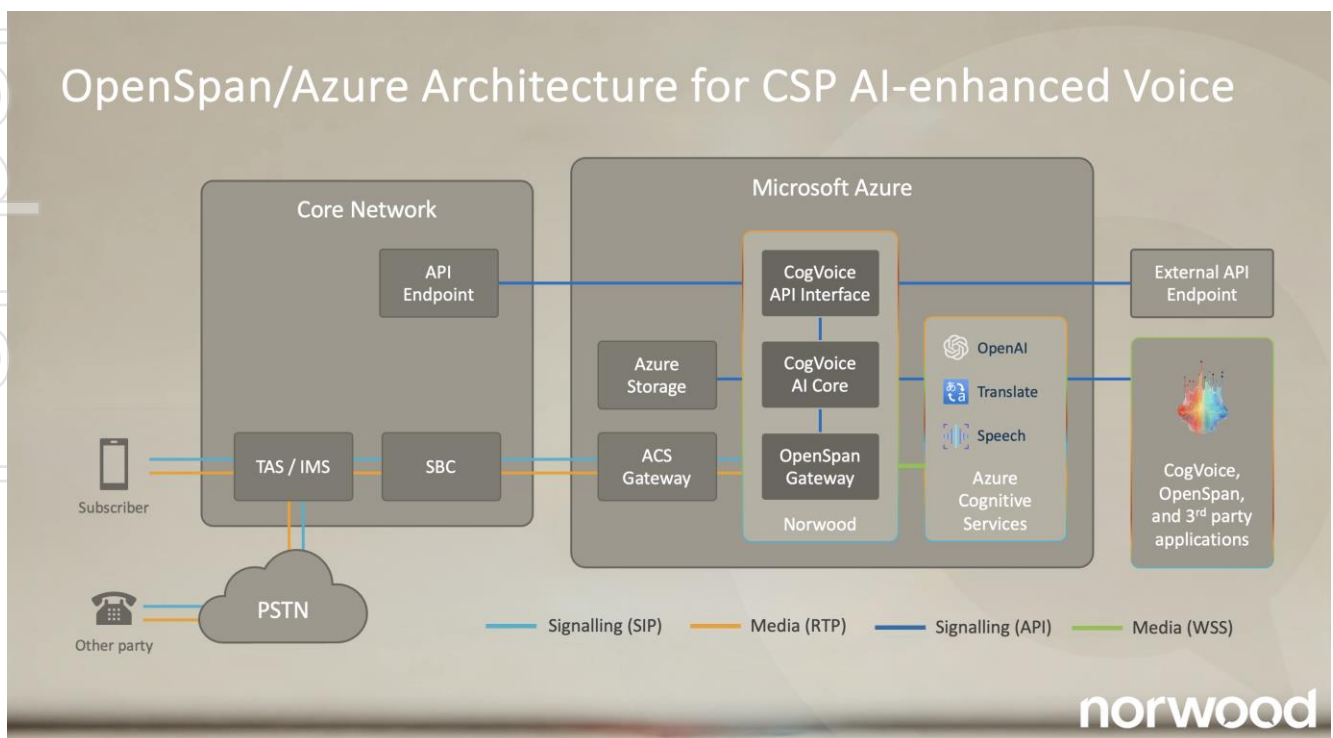 OpenSpan/Azure Architecture for CSP AI-enhanced Voice
Core Network
API
Endpoint
TAS / IMS
SBC
Subscriber
PSTN
Other party
Microsoft Azure
Azure
Storage
ACS
Gateway
CogVoice
API Interface
CogVoice
AI Core
OpenSpan
Gateway
Norwood
OpenAI
Translate
あ
a
Speech
Azure
Cognitive
Services
External API
Endpoint
CogVoice,
OpenSpan,
and 3rd party
applications
Signalling (SIP)
Media (RTP)
Signalling (API)
Media (WSS)
norwood